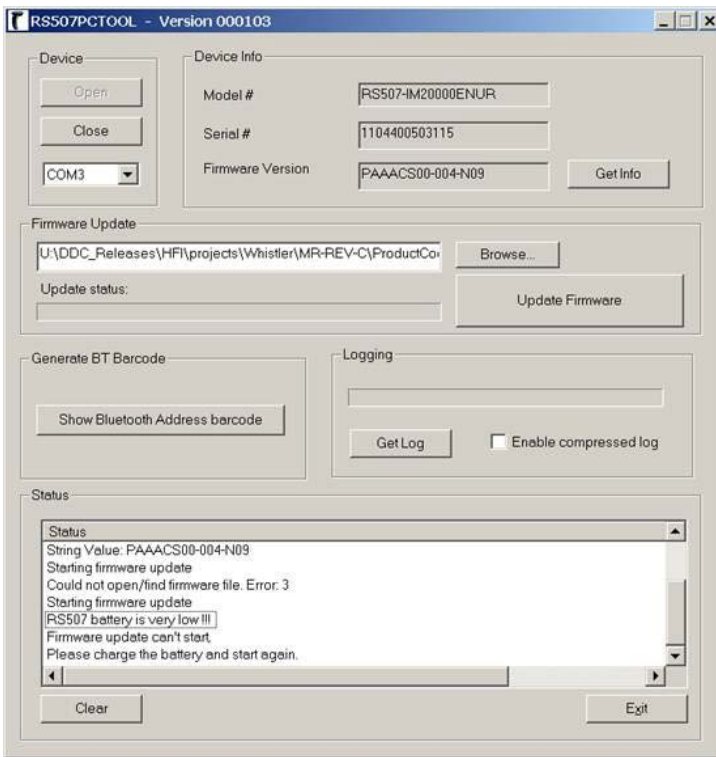 RS507PCTOOL - Version 000103
Device
Open
Close
COM3
Device Info
Model #
RS507-IM20000ENUR
Serial #
1104400503115
Firmware Version
PAAACS00-004-N09
Get Info
Firmware Update
U:\DDC_Releases\HFI\projects\Whistler\MR-REV-C\ProductCo
Browse...
Update status:
Update Firmware
Generate BT Barcode
Show Bluetooth Address barcode
Logging
Get Log
Enable compressed log
Status
Status
String Value: PAAACS00-004-N09
Starting firmware update
Could not open/find firmware file. Error: 3
Starting firmware update
RS507 battery is very low !!!
Firmware update can't start,
Please charge the battery and start again.
Clear
Exit